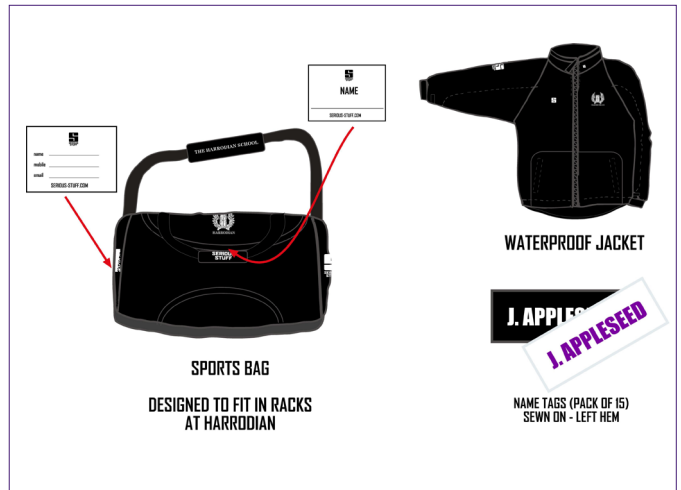 NAME
SERIOUS-STUFF.COM
name
mobile
email
SERIOUS-STUFF.COM
THE HARRODIAN SCHOOL
HARRODIAN
SERIOUS
STUFF
SPORTS BAG
DESIGNED TO FIT IN RACKS
AT HARRODIAN
WATERPROOF JACKET
J. APPLESEED
J. APPLESEED
NAME TAGS (PACK OF 15)
SEWN ON - LEFT HEM